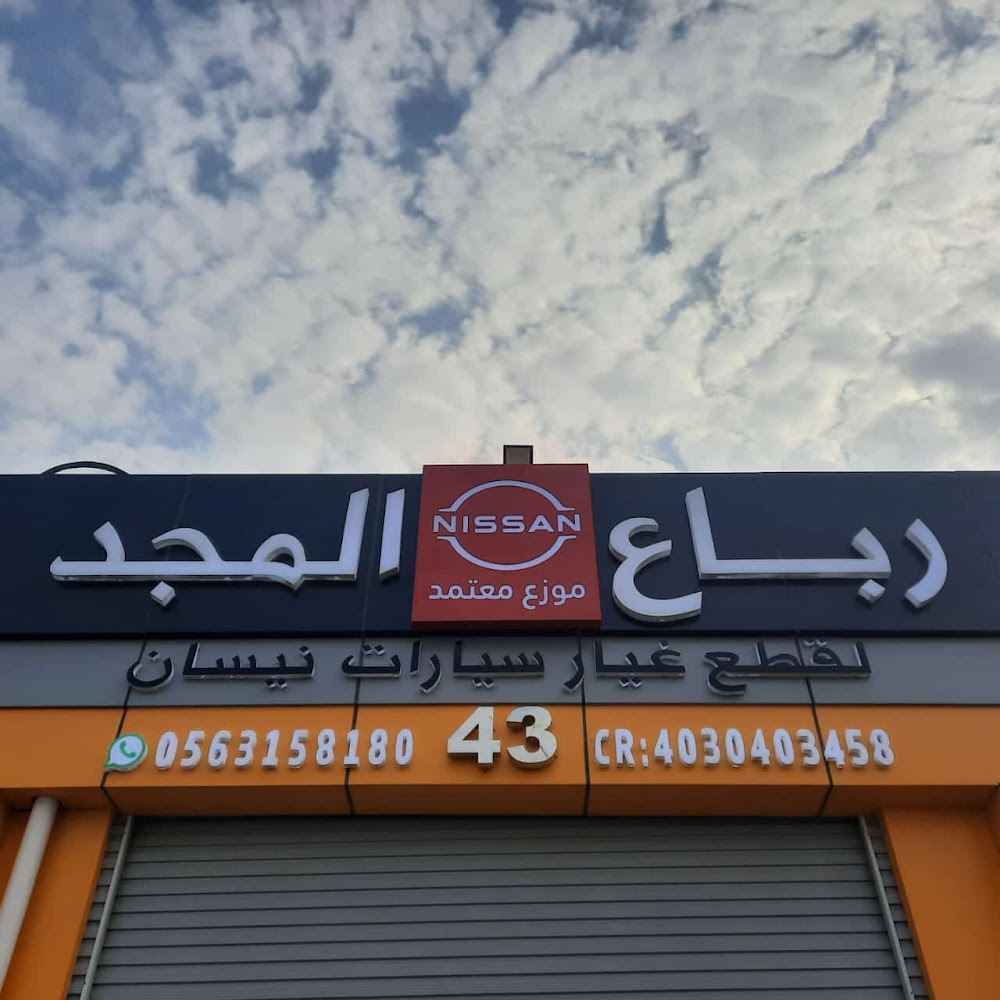 رباع المجد
NISSAN
موزع معتمد
لقطع غيار سيارات نيسان
0563158180
43
CR:4030403458